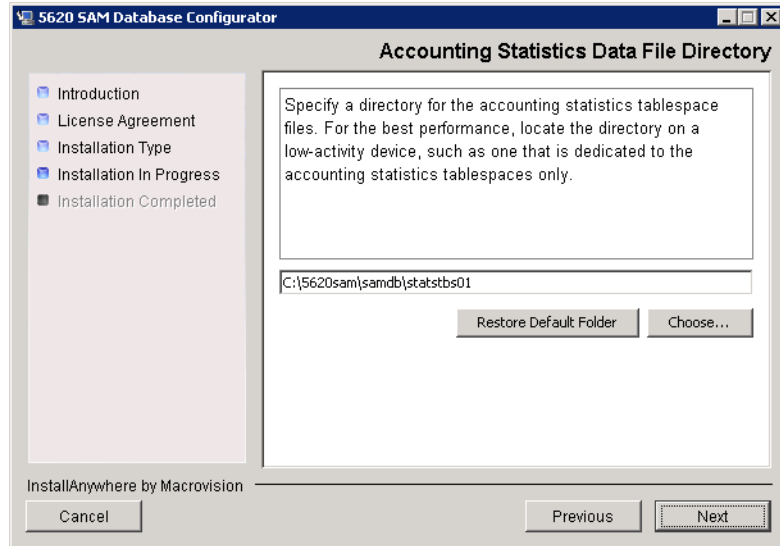 5620 SAM Database Configurator
Accounting Statistics Data File Directory
Introduction
License Agreement
Installation Type
Installation In Progress
Installation Completed
Specify a directory for the accounting statistics tablespace
files. For the best performance, locate the directory on a
low-activity device, such as one that is dedicated to the
accounting statistics tablespaces only.
C:\5620sam\samdb\statstbs01
Restore Default Folder
Choose...
InstallAnywhere by Macrovision
Cancel
Previous
Next